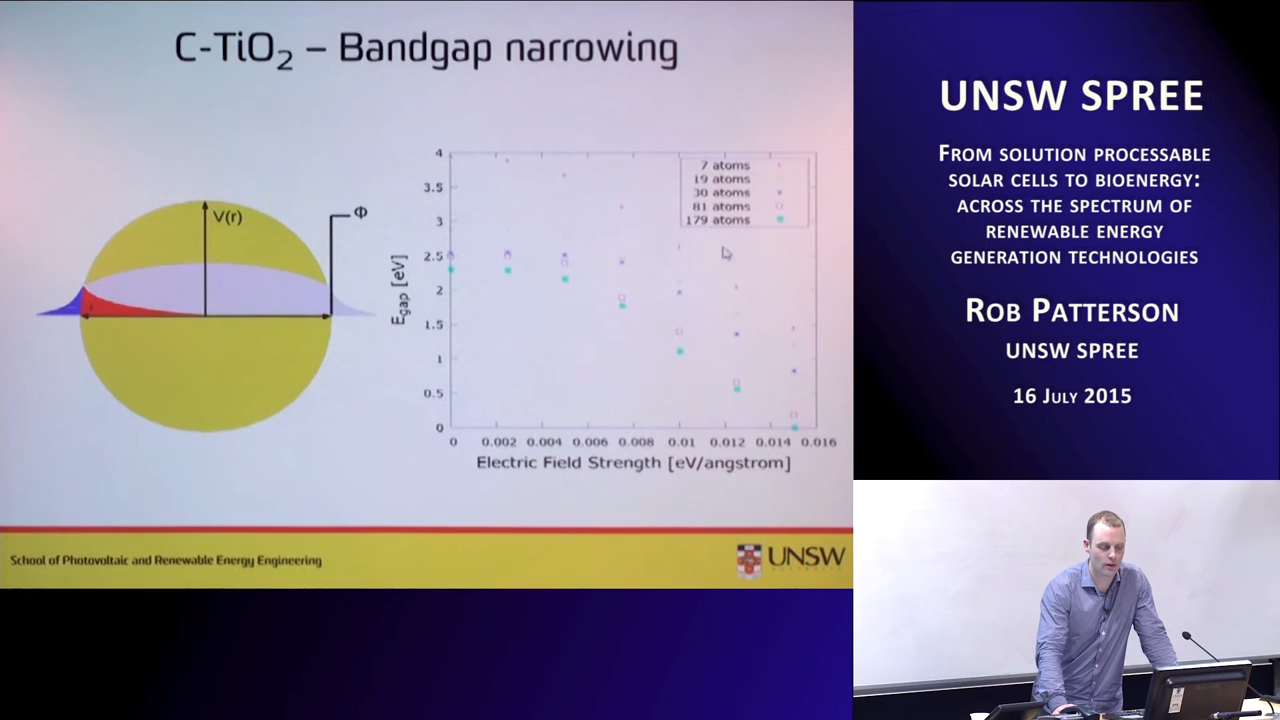 C-TiO₂ – Bandgap narrowing
V(r)
Φ
4
3.5
3
2.5
2
1.5
1
0.5
0
E_gap [eV]
7 atoms
19 atoms
30 atoms
81 atoms
179 atoms
0 0.002 0.004 0.006 0.008 0.01 0.012 0.014 0.016
Electric Field Strength [eV/angstrom]
School of Photovoltaic and Renewable Energy Engineering
UNSW
UNSW SPREE
FROM SOLUTION PROCESSABLE
SOLAR CELLS TO BIOENERGY:
ACROSS THE SPECTRUM OF
RENEWABLE ENERGY
GENERATION TECHNOLOGIES
ROB PATTERSON
UNSW SPREE
16 JULY 2015